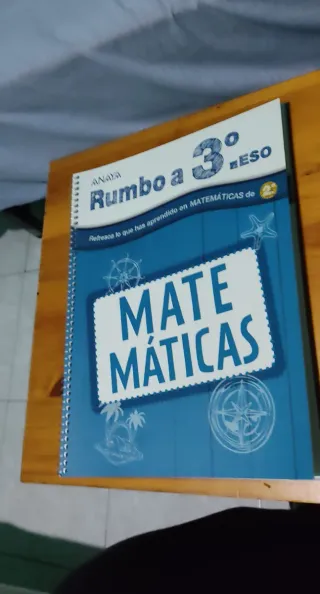 ANAYA
Rumbo a 3º ESO
Refresca lo que has aprendido en MATEMÁTICAS de 2º
MATE
MÁTICAS